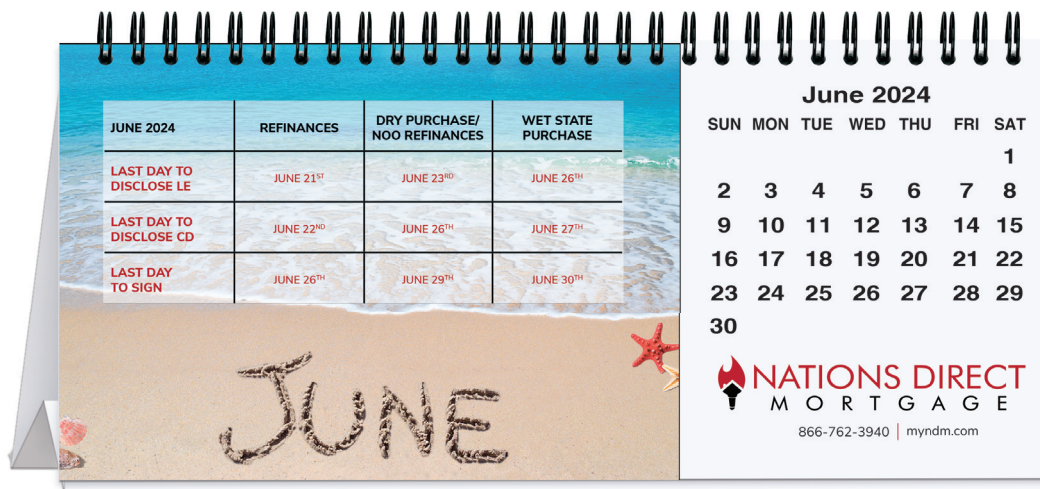 JUNE 2024 REFINANCES DRY PURCHASE/ NOO REFINANCES WET STATE PURCHASE
LAST DAY TO DISCLOSE LE JUNE 21ST JUNE 23RD JUNE 26TH
LAST DAY TO DISCLOSE CD JUNE 22ND JUNE 26TH JUNE 27TH
LAST DAY TO SIGN JUNE 26TH JUNE 29TH JUNE 30TH
JUNE
June 2024
SUN MON TUE WED THU FRI SAT
1
2 3 4 5 6 7 8
9 10 11 12 13 14 15
16 17 18 19 20 21 22
23 24 25 26 27 28 29
30
NATIONS DIRECT
MORTGAGE
866-762-3940 | myndm.com